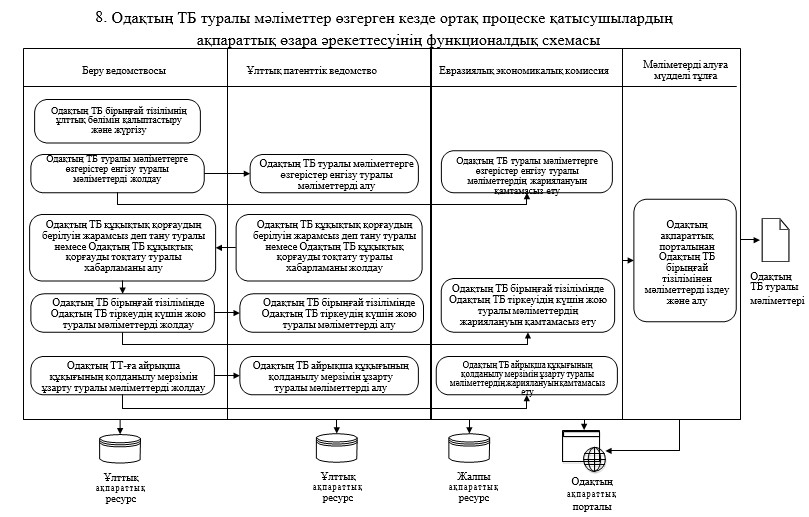 8. Одақтың ТБ туралы мәліметтер өзгерген кезде ортақ процеске қатысушылардың
ақпараттық өзара әрекеттесуінің функционалдық схемасы
Беру ведомствосы
Ұлттық патенттік ведомство
Евразиялық экономикалық комиссия
Мәліметерді алуға
мүдделі тұлға
Одақтың ТБ бірыңғай тізілімнің
ұлттық бөлімін қалыптастыру
және жүргізу
Одақтың ТБ туралы мәліметтерге
өзгерістер енгізу туралы
мәліметтерді жолдау
Одақтың ТБ туралы мәліметтерге
өзгерістер енгізу туралы
мәліметтерді алу
Одақтың ТБ туралы мәліметтерге
өзгерістер енгізу туралы
мәліметтердің жариялануын
қамтамасыз ету
Одақтың ТБ құқықтық қорғаудың
берілуін жарамсыз деп тану туралы
немесе Одақтың ТБ құқықтық
қорғауды тоқтату туралы
хабарламаны алу
Одақтың ТБ құқықтық қорғаудың
берілуін жарамсыз деп тану туралы
немесе Одақтың ТБ құқықтық
қорғауды тоқтату туралы
хабарламаны жолдау
Одақтың
ақпараттық
порталынан
Одақтың ТБ
бірыңғай
тізілімінен
мәліметтерді іздеу
және алу
Одақтың
ТБ туралы
мәліметтері
Одақтың ТБ бірыңғай тізілімінде
Одақтың ТБ тіркеудің күшін жою
туралы мәліметтерді жолдау
Одақтың ТБ бірыңғай тізілімінде
Одақтың ТБ тіркеудің күшін жою
туралы мәліметтерді алу
Одақтың ТБ бірыңғай тізілімінде
Одақтың ТБ тіркеуідің күшін жою
туралы мәліметтердің
жариялануын қамтамасыз ету
Одақтың ТТ-ға айрықша
құқығының қолданылу мерзімін
ұзарту туралы мәліметтерді жолдау
Одақтың ТБ айрықша құқығының
қолданылу мерзімін ұзарту
туралы мәліметтерді алу
Одақтың ТБ айрықша құқығының
қолданылу мерзімін ұзарту туралы
мәліметтердің жариялануын қамтамасыз
ету
Ұлттық
ақпараттық
ресурс
Ұлттық
ақпараттық
ресурс
Жалпы
ақпараттық
ресурс
Одақтың
ақпараттық
порталы